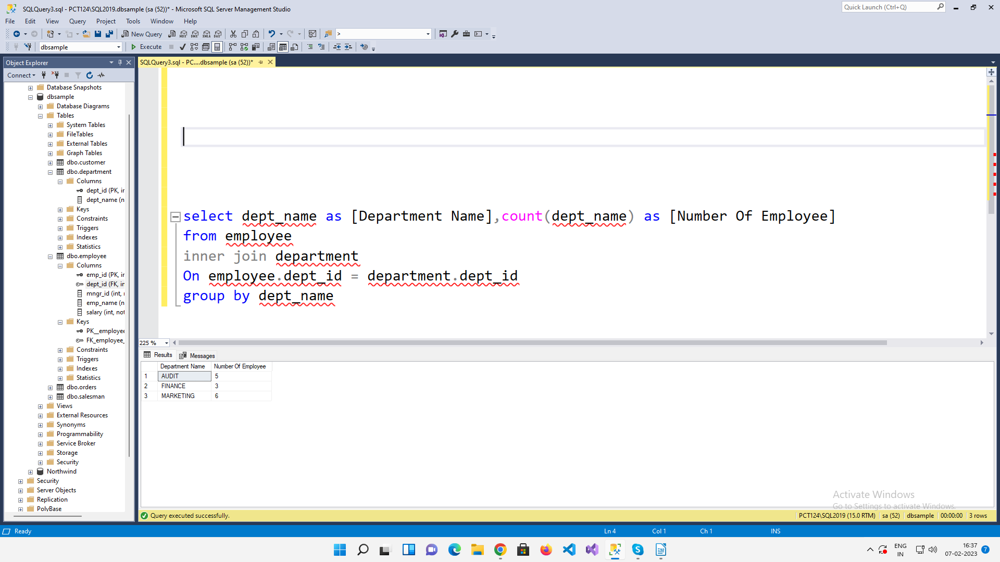 SQLQuery3.sql - PCT124\SQL2019.dbsample (sa (52))* - Microsoft SQL Server Management Studio
Quick Launch (Ctrl+Q)
File Edit View Query Project Tools Window Help
New Query
MDX DMX XMLA DAX
>
dbsample
Execute
Object Explorer
SQLQuery3.sql - PC....dbsample (sa (52))*
Connect
Database Snapshots
dbsample
Database Diagrams
Tables
System Tables
FileTables
External Tables
Graph Tables
dbo.customer
dbo.department
Columns
dept_id (PK, in
dept_name (n
Keys
Constraints
Triggers
Indexes
Statistics
dbo.employee
Columns
emp_id (PK, in
dept_id (FK, in
mngr_id (int, n
emp_name (n
salary (int, not
Keys
PK__employee
FK_employee_
Constraints
Triggers
Indexes
Statistics
dbo.orders
dbo.salesman
Views
External Resources
Synonyms
Programmability
Service Broker
Storage
Security
Northwind
Security
Server Objects
Replication
PolyBase
select dept_name as [Department Name],count(dept_name) as [Number Of Employee]
from employee
inner join department
On employee.dept_id = department.dept_id
group by dept_name
225 %
Results Messages
Department Name Number Of Employee
1 AUDIT 5
2 FINANCE 3
3 MARKETING 6
Activate Windows
Go to Settings to activate Windows.
Query executed successfully.
PCT124\SQL2019 (15.0 RTM) sa (52) dbsample 00:00:00 3 rows
Ready
Ln 4 Col 1 Ch 1 INS
ENG
IN
16:37
07-02-2023
7